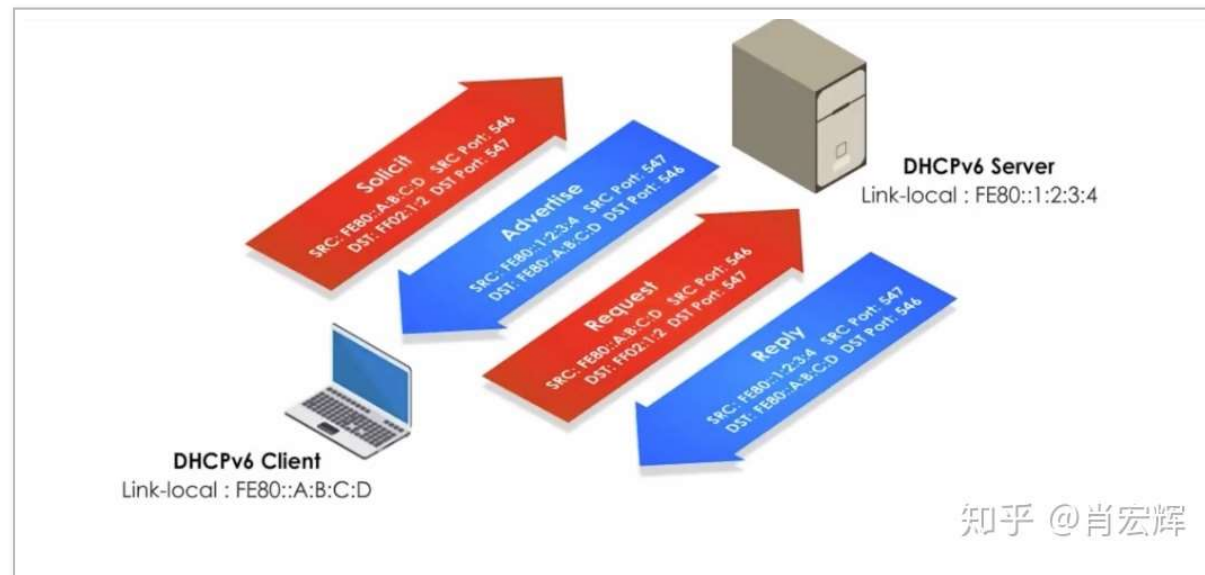 Solicit
SRC: FE80::A:B:C:D SRC Port: 546
DST: FF02:1:2 DST Port: 547
Advertise
SRC: FE80::1:2:3:4 SRC Port: 547
DST: FE80::A:B:C:D DST Port: 546
DHCPv6 Server
Link-local : FE80::1:2:3:4
Request
SRC: FE80::A:B:C:D SRC Port: 546
DST: FF02:1:2 DST Port: 547
Reply
SRC: FE80::1:2:3:4 SRC Port: 547
DST: FE80::A:B:C:D DST Port: 546
DHCPv6 Client
Link-local : FE80::A:B:C:D
知乎 @肖宏辉